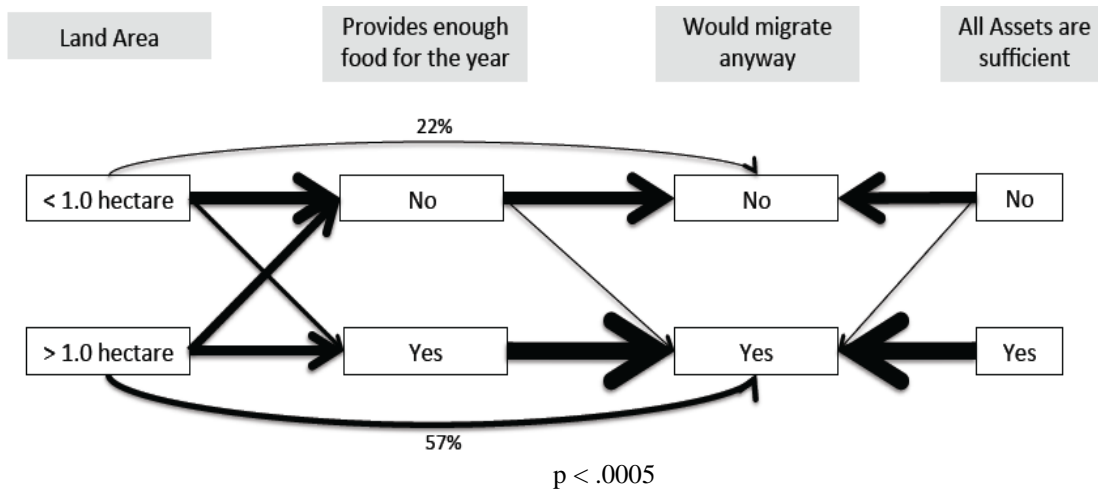 Land Area
Provides enough
food for the year
Would migrate
anyway
All Assets are
sufficient
22%
< 1.0 hectare
No
No
No
> 1.0 hectare
Yes
Yes
Yes
57%
p < .0005